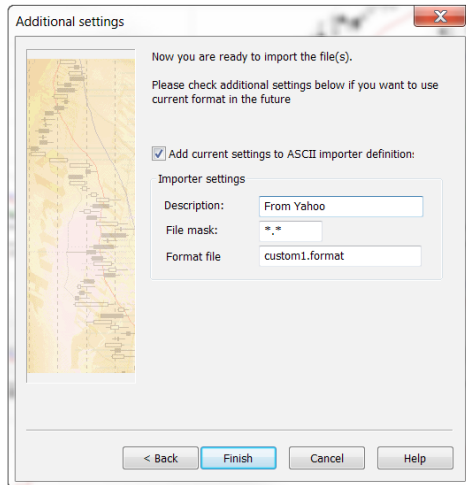 Additional settings
Now you are ready to import the file(s).
Please check additional settings below if you want to use
current format in the future
Add current settings to ASCII importer definition:
Importer settings
Description: From Yahoo
File mask: *.*
Format file custom1.format
< Back Finish Cancel Help